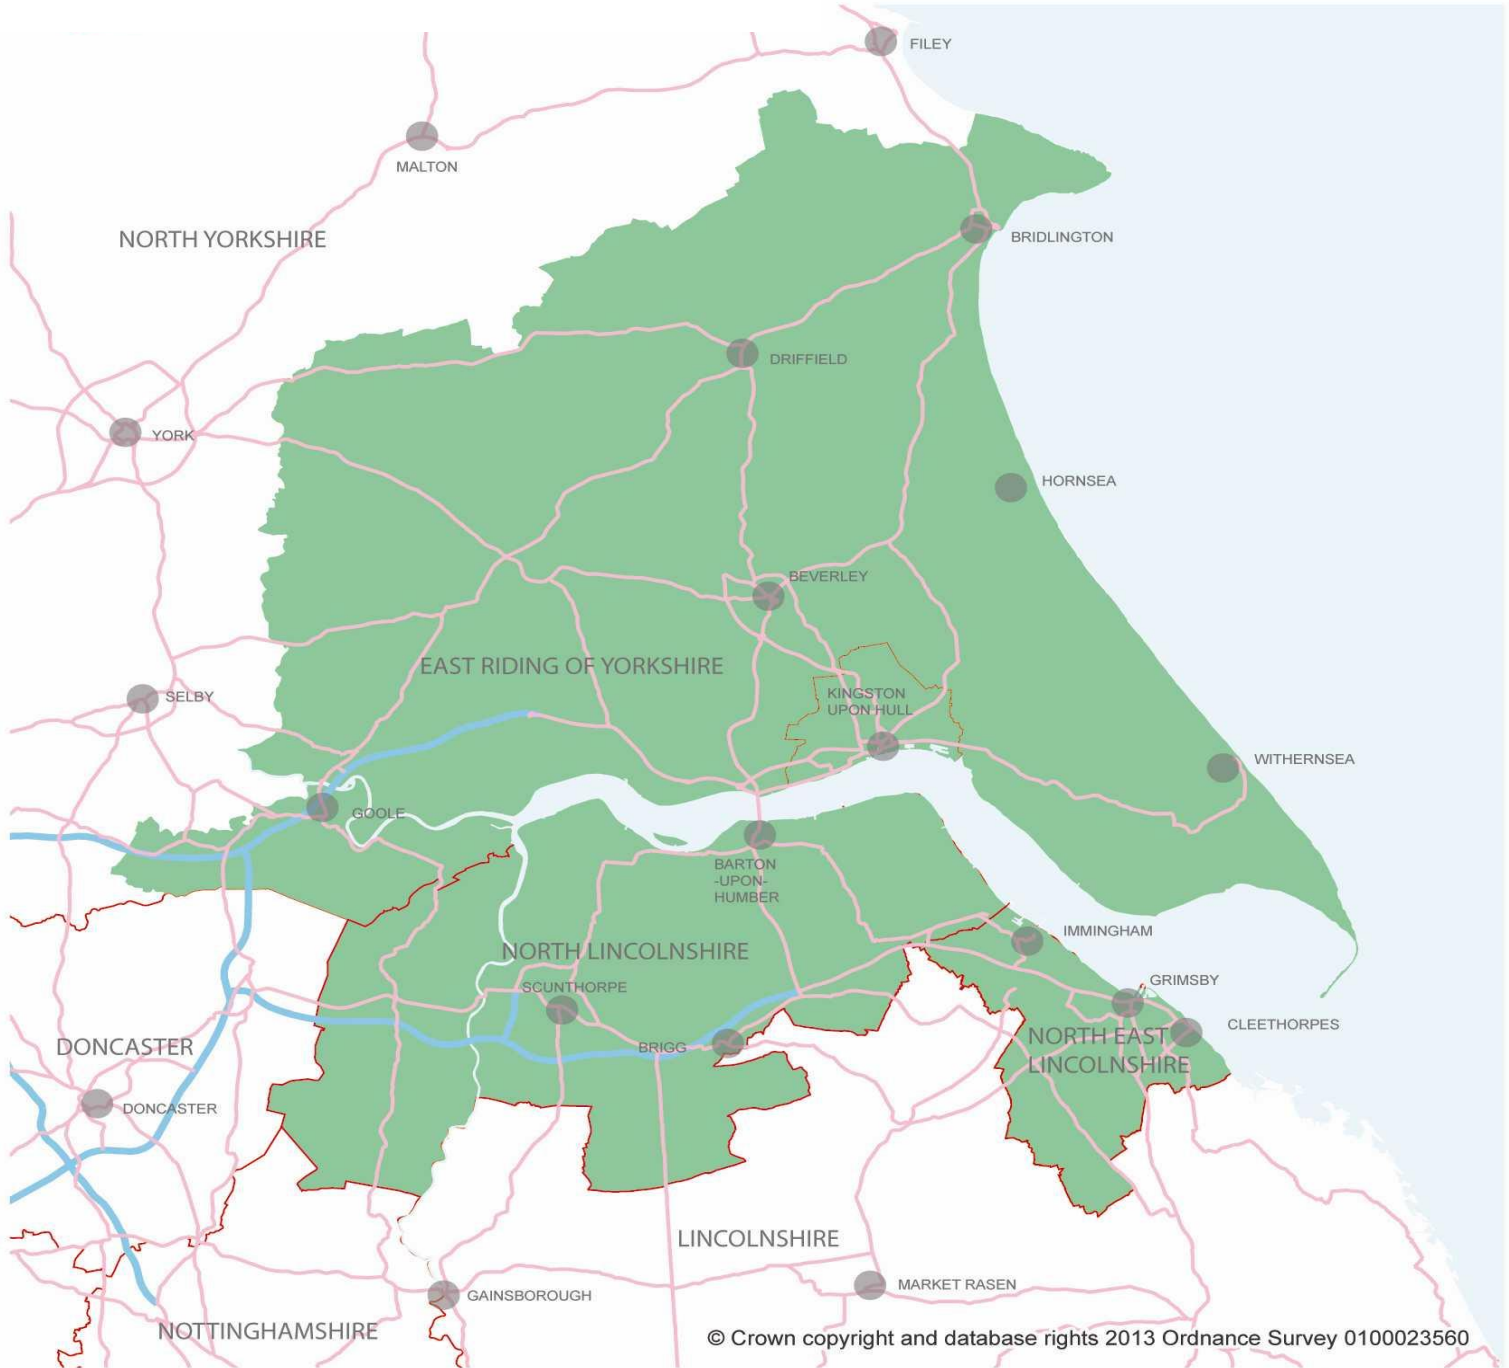 FILEY
MALTON
NORTH YORKSHIRE
BRIDLINGTON
DRIFFIELD
YORK
HORNSEA
BEVERLEY
EAST RIDING OF YORKSHIRE
SELBY
KINGSTON
UPON HULL
WITHERNSEA
GOOLE
BARTON
-UPON-
HUMBER
IMMINGHAM
NORTH LINCOLNSHIRE
GRIMSBY
SCUNTHORPE
CLEETHORPES
NORTH EAST
LINCOLNSHIRE
DONCASTER
BRIGG
DONCASTER
LINCOLNSHIRE
MARKET RASEN
GAINSBOROUGH
NOTTINGHAMSHIRE
© Crown copyright and database rights 2013 Ordnance Survey 0100023560